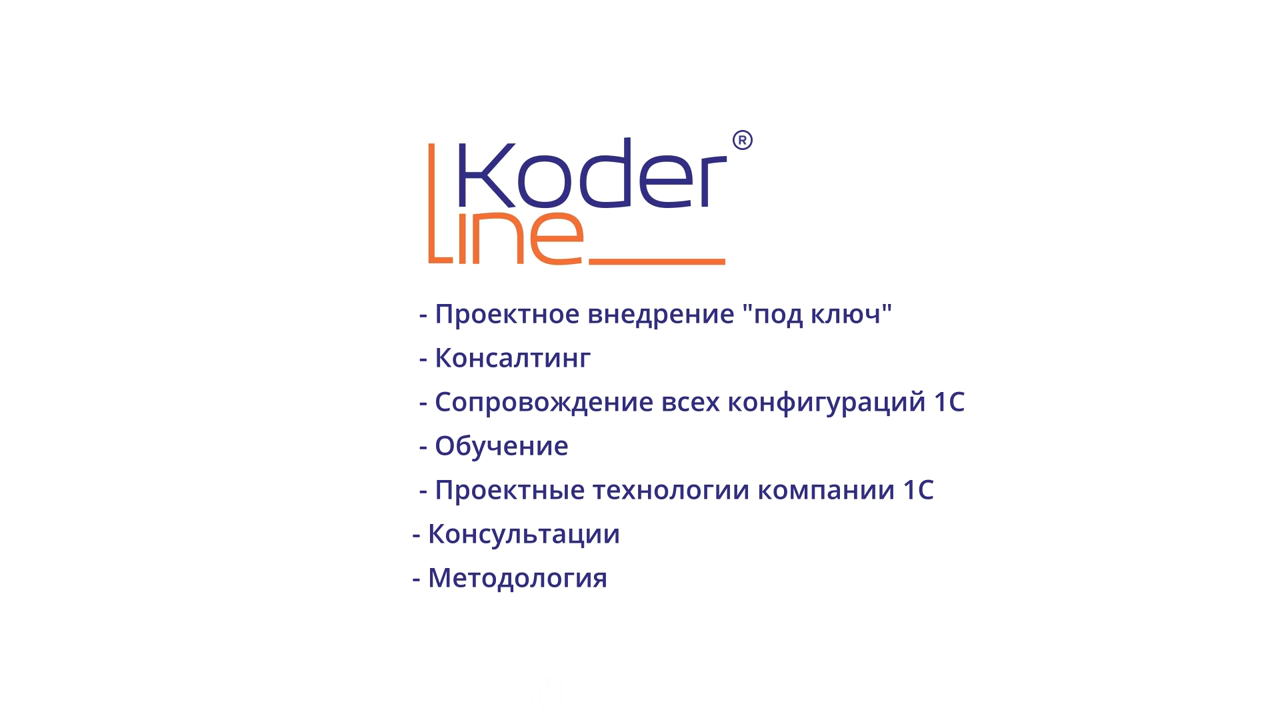 Koder®
Line
- Проектное внедрение "под ключ"
- Консалтинг
- Сопровождение всех конфигураций 1С
- Обучение
- Проектные технологии компании 1С
- Консультации
- Методология